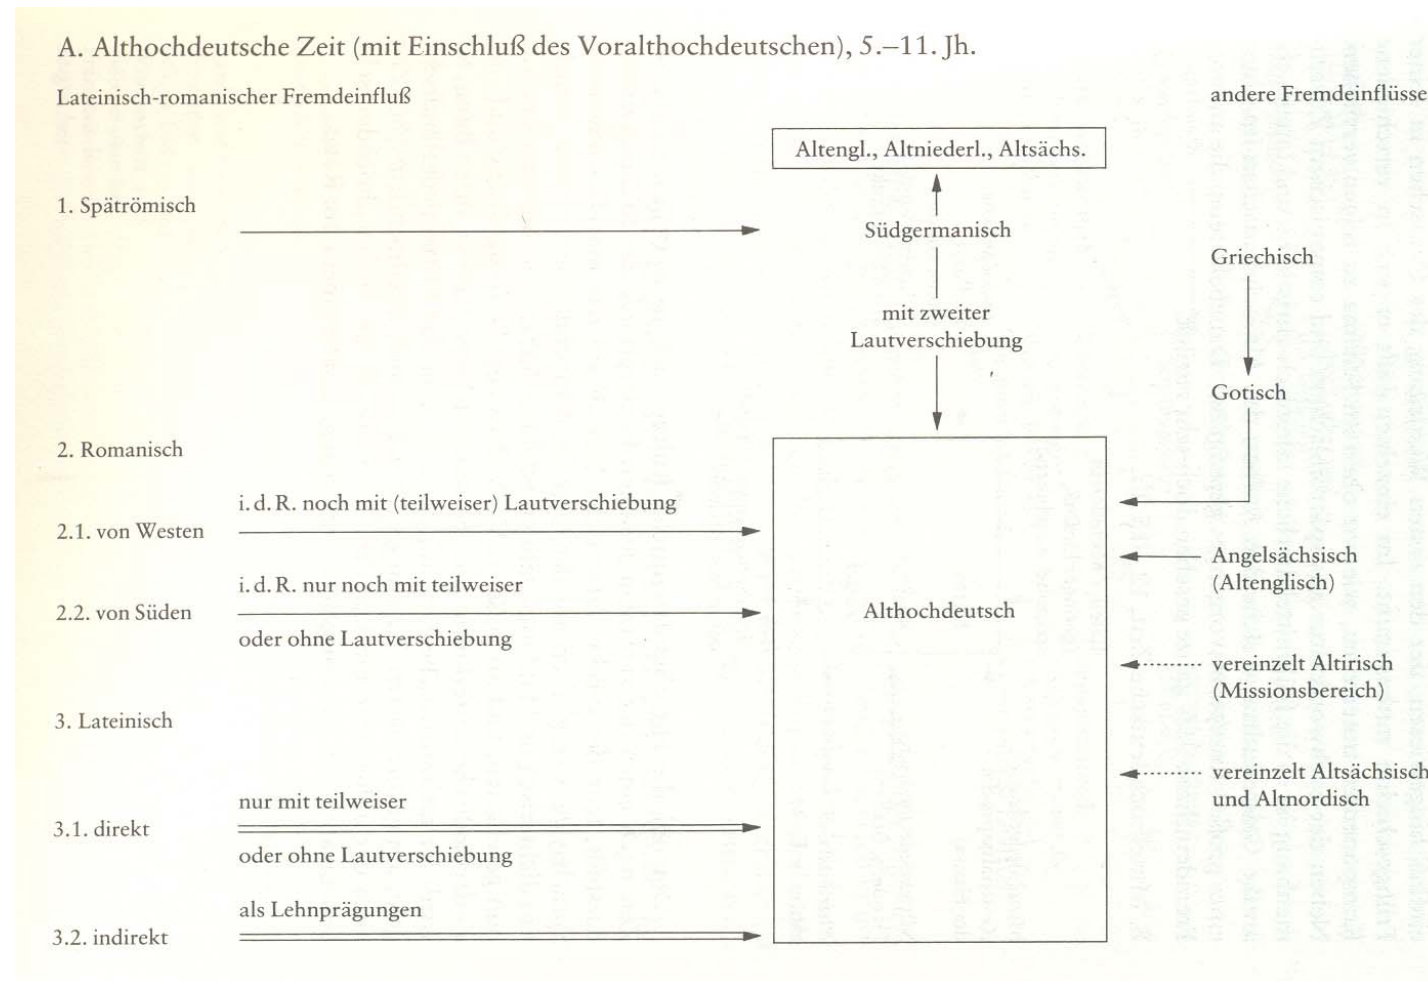 A. Althochdeutsche Zeit (mit Einschluß des Voralthochdeutschen), 5.–11. Jh.
Lateinisch-romanischer Fremdeinfluß
andere Fremdeinflüsse
Altengl., Altniederl., Altsächs.
1. Spätrömisch
Südgermanisch
Griechisch
mit zweiter
Lautverschiebung
Gotisch
2. Romanisch
i. d. R. noch mit (teilweiser) Lautverschiebung
2.1. von Westen
Angelsächsisch
(Altenglisch)
i. d. R. nur noch mit teilweiser
2.2. von Süden
oder ohne Lautverschiebung
Althochdeutsch
vereinzelt Altirisch
(Missionsbereich)
3. Lateinisch
vereinzelt Altsächsisch
und Altnordisch
nur mit teilweiser
3.1. direkt
oder ohne Lautverschiebung
als Lehnprägungen
3.2. indirekt